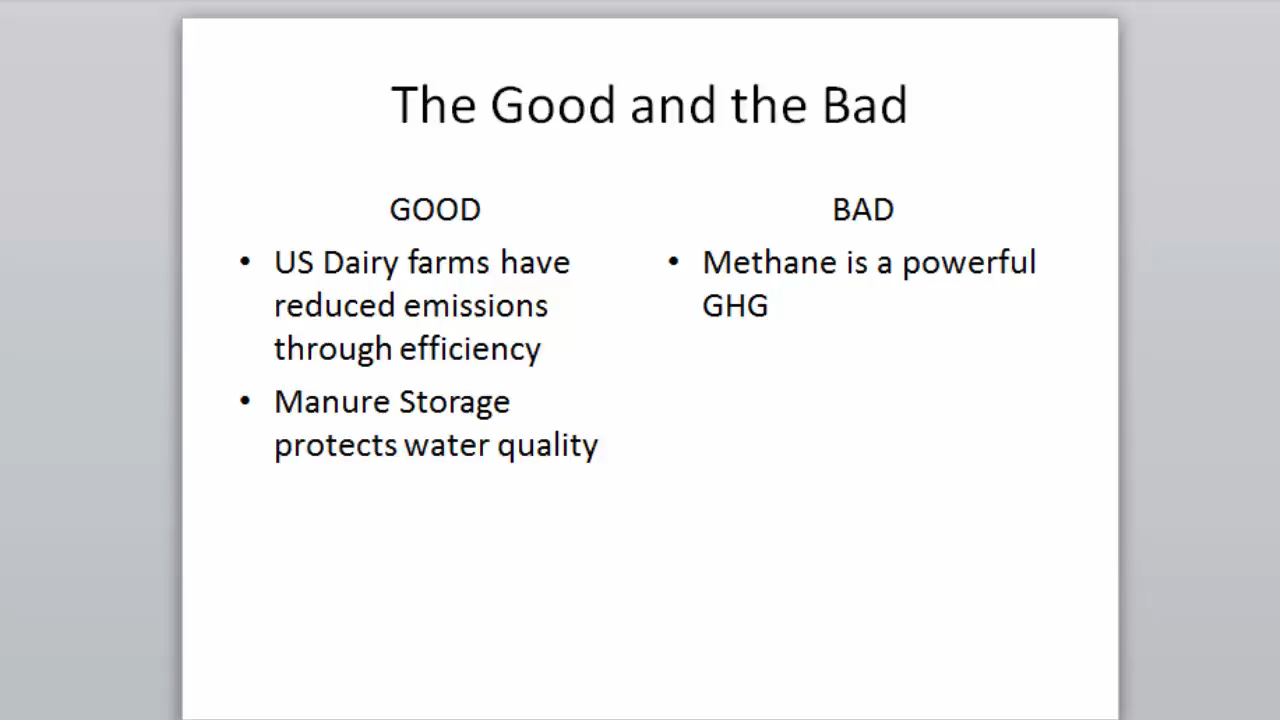 The Good and the Bad
GOOD
• US Dairy farms have
reduced emissions
through efficiency
• Manure Storage
protects water quality
BAD
• Methane is a powerful
GHG